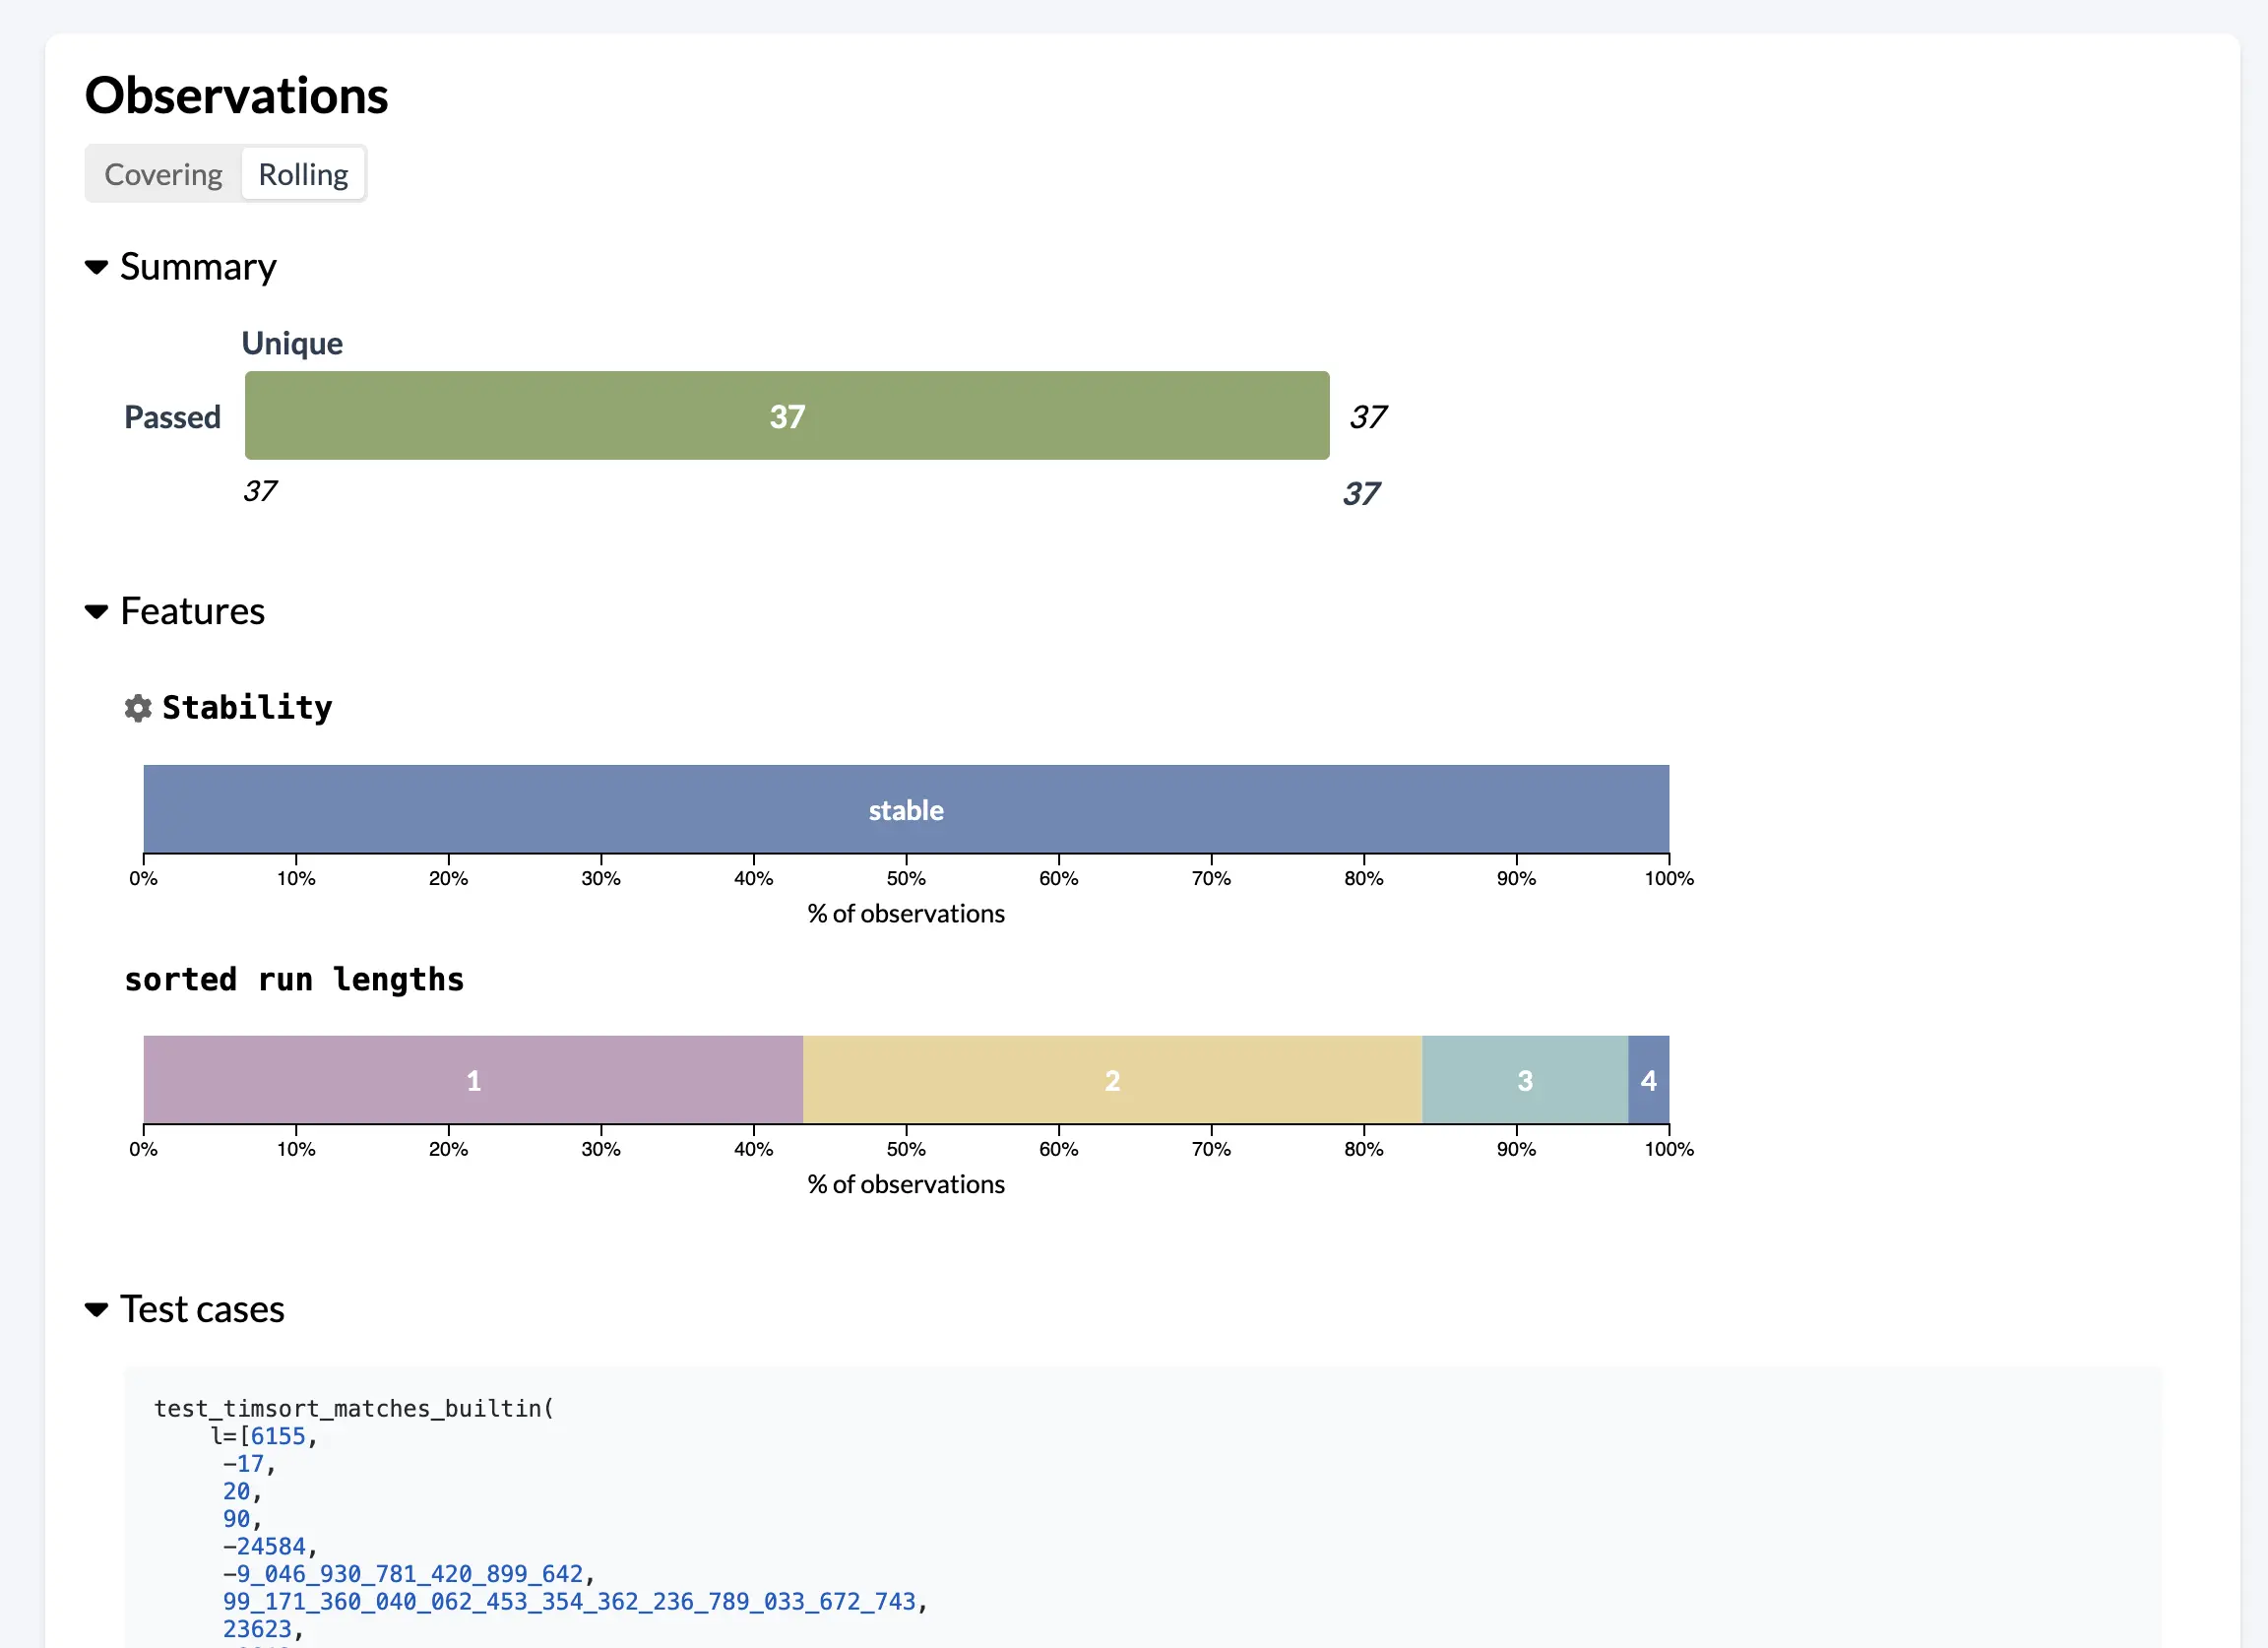 Observations
Covering Rolling
Summary
Unique
Passed 37 37
37 37
Features
Stability
stable
0% 10% 20% 30% 40% 50% 60% 70% 80% 90% 100%
% of observations
sorted run lengths
1 2 3 4
0% 10% 20% 30% 40% 50% 60% 70% 80% 90% 100%
% of observations
Test cases
test_timsort_matches_builtin(
l=[6155,
-17,
20,
90,
-24584,
-9_046_930_781_420_899_642,
99_171_360_040_062_453_354_362_236_789_033_672_743,
23623,